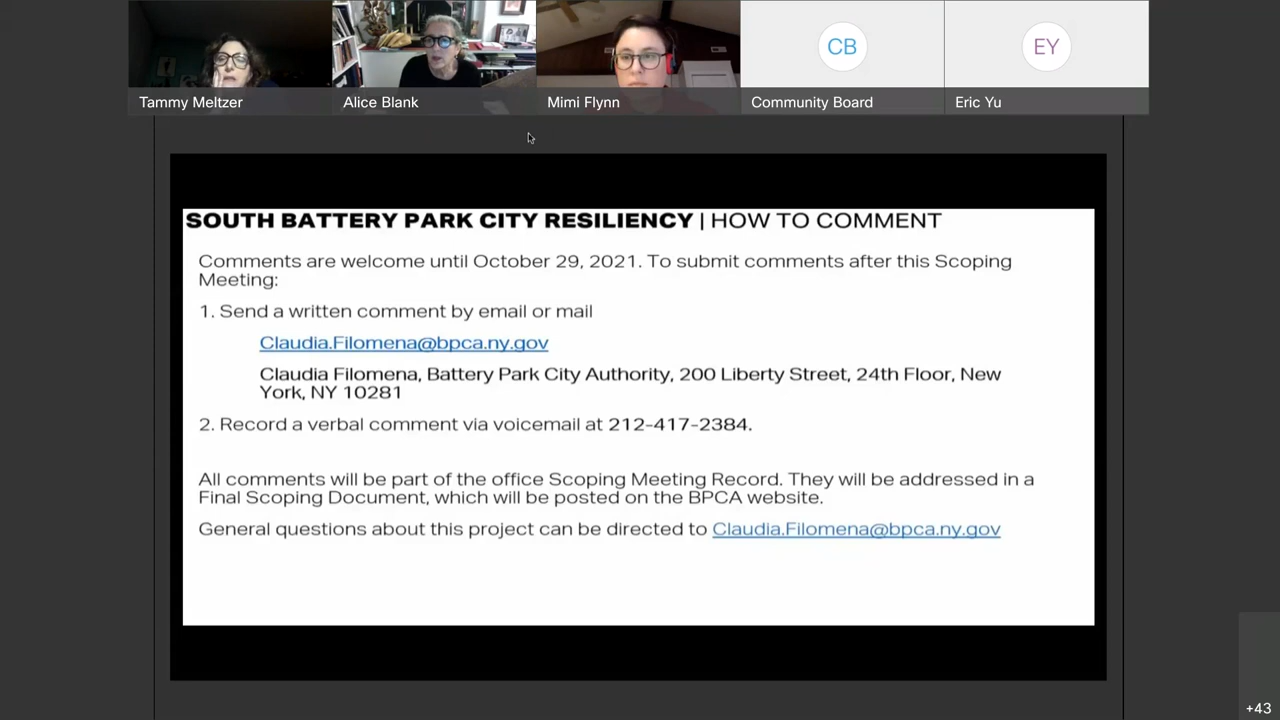 Tammy Meltzer
Alice Blank
Mimi Flynn
CB
Community Board
EY
Eric Yu
SOUTH BATTERY PARK CITY RESILIENCY | HOW TO COMMENT
Comments are welcome until October 29, 2021. To submit comments after this Scoping
Meeting:
1. Send a written comment by email or mail
Claudia.Filomena@bpca.ny.gov
Claudia Filomena, Battery Park City Authority, 200 Liberty Street, 24th Floor, New
York, NY 10281
2. Record a verbal comment via voicemail at 212-417-2384.
All comments will be part of the office Scoping Meeting Record. They will be addressed in a
Final Scoping Document, which will be posted on the BPCA website.
General questions about this project can be directed to Claudia.Filomena@bpca.ny.gov
+43